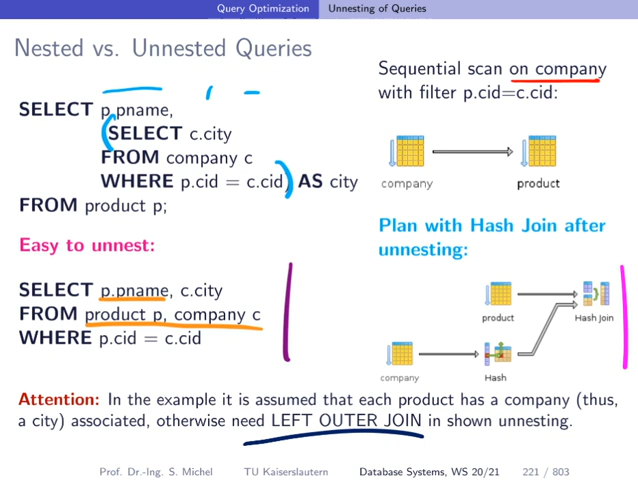 Query Optimization Unnesting of Queries
Nested vs. Unnested Queries
SELECT p.pname,
(SELECT c.city
FROM company c
WHERE p.cid = c.cid) AS city
FROM product p;
Easy to unnest:
SELECT p.pname, c.city
FROM product p, company c
WHERE p.cid = c.cid
Sequential scan on company
with filter p.cid=c.cid:
company product
Plan with Hash Join after
unnesting:
product Hash Join
company Hash
Attention: In the example it is assumed that each product has a company (thus,
a city) associated, otherwise need LEFT OUTER JOIN in shown unnesting.
Prof. Dr.-Ing. S. Michel TU Kaiserslautern Database Systems, WS 20/21 221 / 803